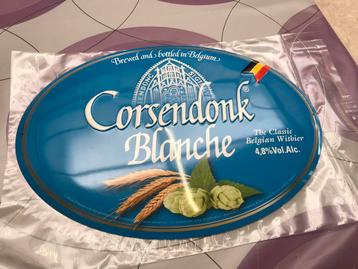 Brewed and bottled in Belgium
Corsendonk
Blanche
The Classic
Belgian Witbier
4,8%Vol.Alc.